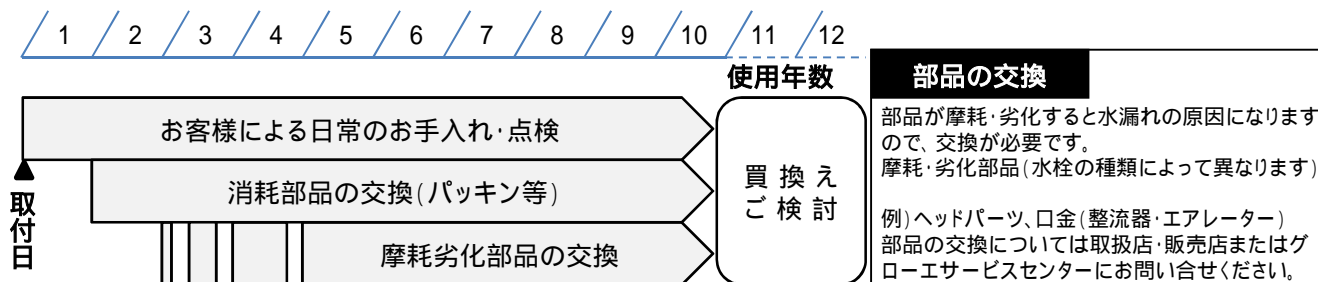 1 2 3 4 5 6 7 8 9 10 11 12
使用年数
お客様による日常のお手入れ・点検
取付日
消耗部品の交換(パッキン等)
摩耗劣化部品の交換
買換え
ご検討
部品の交換
部品が摩耗・劣化すると水漏れの原因になります
ので、交換が必要です。
摩耗・劣化部品(水栓の種類によって異なります)
例)ヘッドパーツ、口金(整流器・エアレーター)
部品の交換については取扱店・販売店またはグ
ローエサービスセンターにお問い合せください。